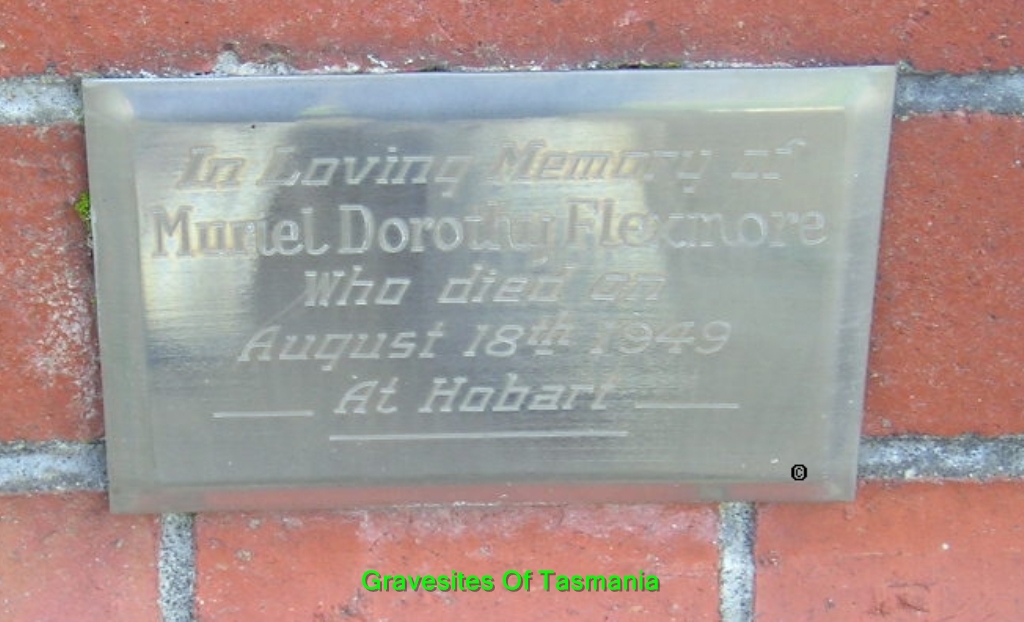 In Loving Memory of
Muriel Dorothy Flexmore
Who died on
August 18th 1949
At Hobart
©
Gravesites Of Tasmania